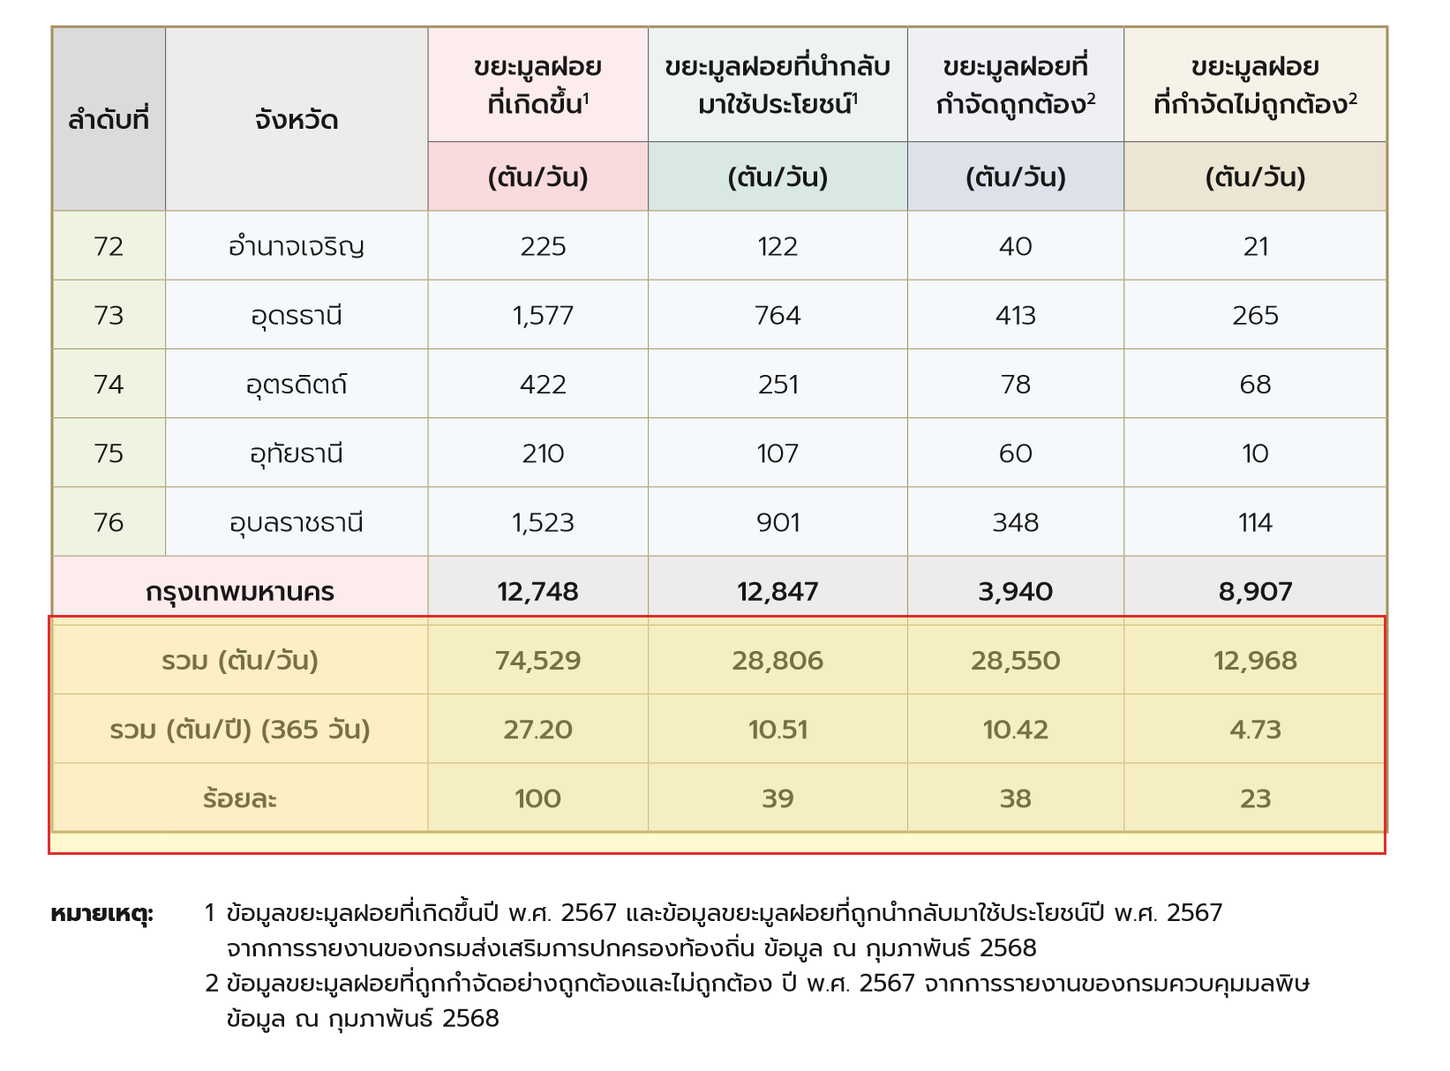 ลำดับที่ จังหวัด ขยะมูลฝอยที่เกิดขึ้น¹ ขยะมูลฝอยที่นำกลับมาใช้ประโยชน์¹ ขยะมูลฝอยที่กำจัดถูกต้อง² ขยะมูลฝอยที่กำจัดไม่ถูกต้อง²
(ตัน/วัน) (ตัน/วัน) (ตัน/วัน) (ตัน/วัน)
72 อำนาจเจริญ 225 122 40 21
73 อุดรธานี 1,577 764 413 265
74 อุตรดิตถ์ 422 251 78 68
75 อุทัยธานี 210 107 60 10
76 อุบลราชธานี 1,523 901 348 114
กรุงเทพมหานคร 12,748 12,847 3,940 8,907
รวม (ตัน/วัน) 74,529 28,806 28,550 12,968
รวม (ตัน/ปี) (365 วัน) 27.20 10.51 10.42 4.73
ร้อยละ 100 39 38 23
หมายเหตุ: 1 ข้อมูลขยะมูลฝอยที่เกิดขึ้นปี พ.ศ. 2567 และข้อมูลขยะมูลฝอยที่ถูกนำกลับมาใช้ประโยชน์ปี พ.ศ. 2567
จากการรายงานของกรมส่งเสริมการปกครองท้องถิ่น ข้อมูล ณ กุมภาพันธ์ 2568
2 ข้อมูลขยะมูลฝอยที่ถูกกำจัดอย่างถูกต้องและไม่ถูกต้อง ปี พ.ศ. 2567 จากการรายงานของกรมควบคุมมลพิษ
ข้อมูล ณ กุมภาพันธ์ 2568